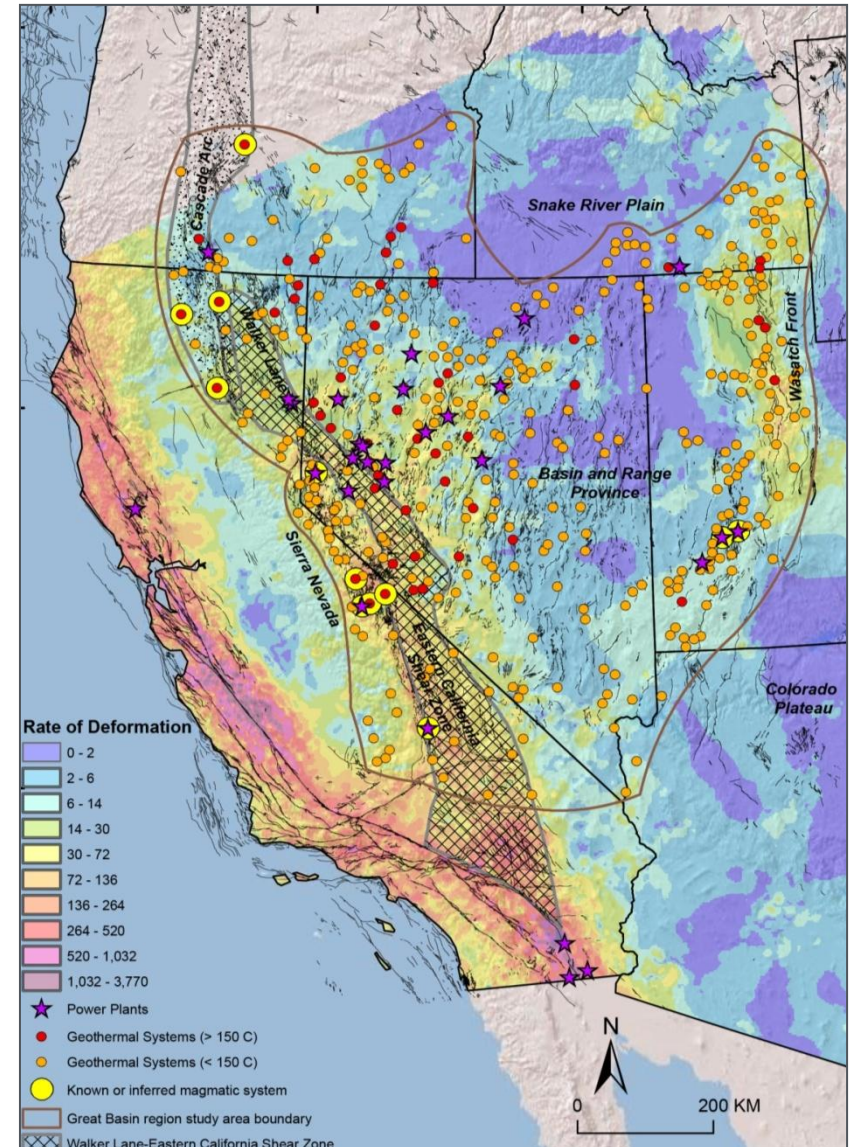 Cascade Arc
Snake River Plain
Walker Lane
Wasatch Front
Basin and Range
Province
Sierra Nevada
Eastern California
Shear Zone
Colorado
Plateau
Rate of Deformation
0 - 2
2 - 6
6 - 14
14 - 30
30 - 72
72 - 136
136 - 264
264 - 520
520 - 1,032
1,032 - 3,770
Power Plants
Geothermal Systems (> 150 C)
Geothermal Systems (< 150 C)
Known or inferred magmatic system
Great Basin region study area boundary
Walker Lane-Eastern California Shear Zone
N
0 200 KM